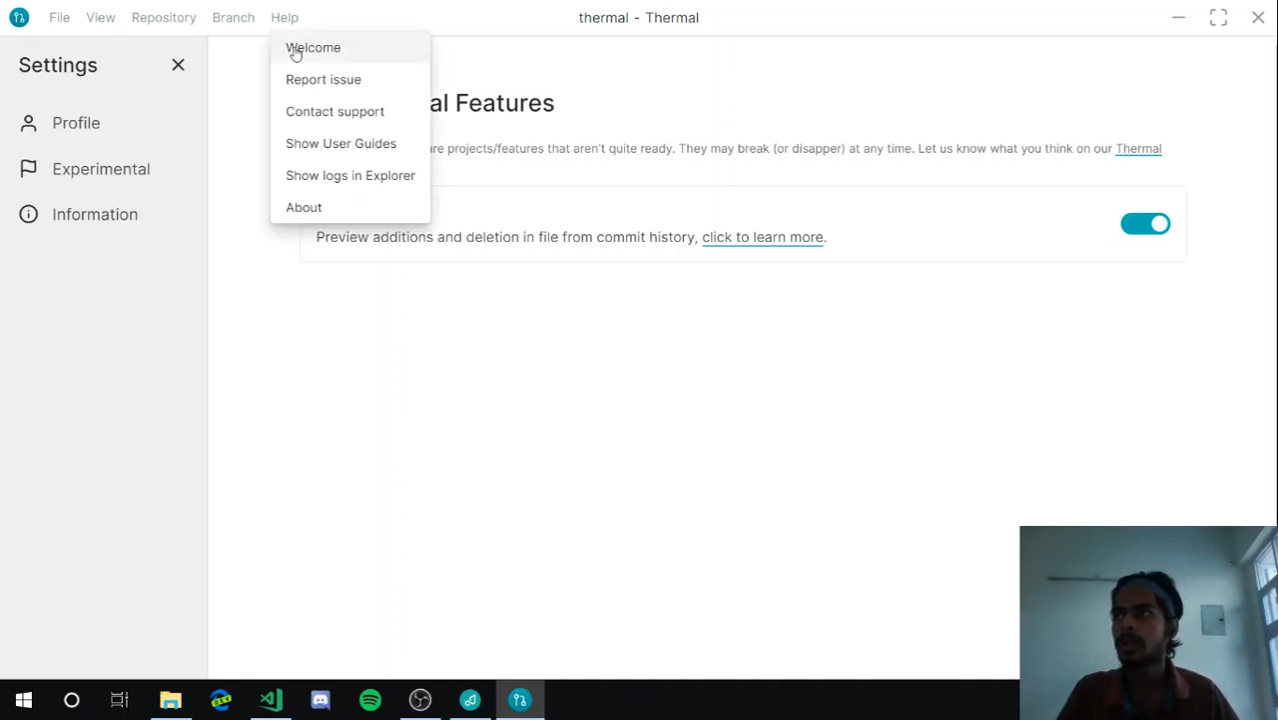 File View Repository Branch Help thermal - Thermal
Settings
Profile
Experimental
Information
Welcome
Report issue
Contact support
Show User Guides
Show logs in Explorer
About
al Features
are projects/features that aren't quite ready. They may break (or disapper) at any time. Let us know what you think on our Thermal
Preview additions and deletion in file from commit history, click to learn more.
DEV